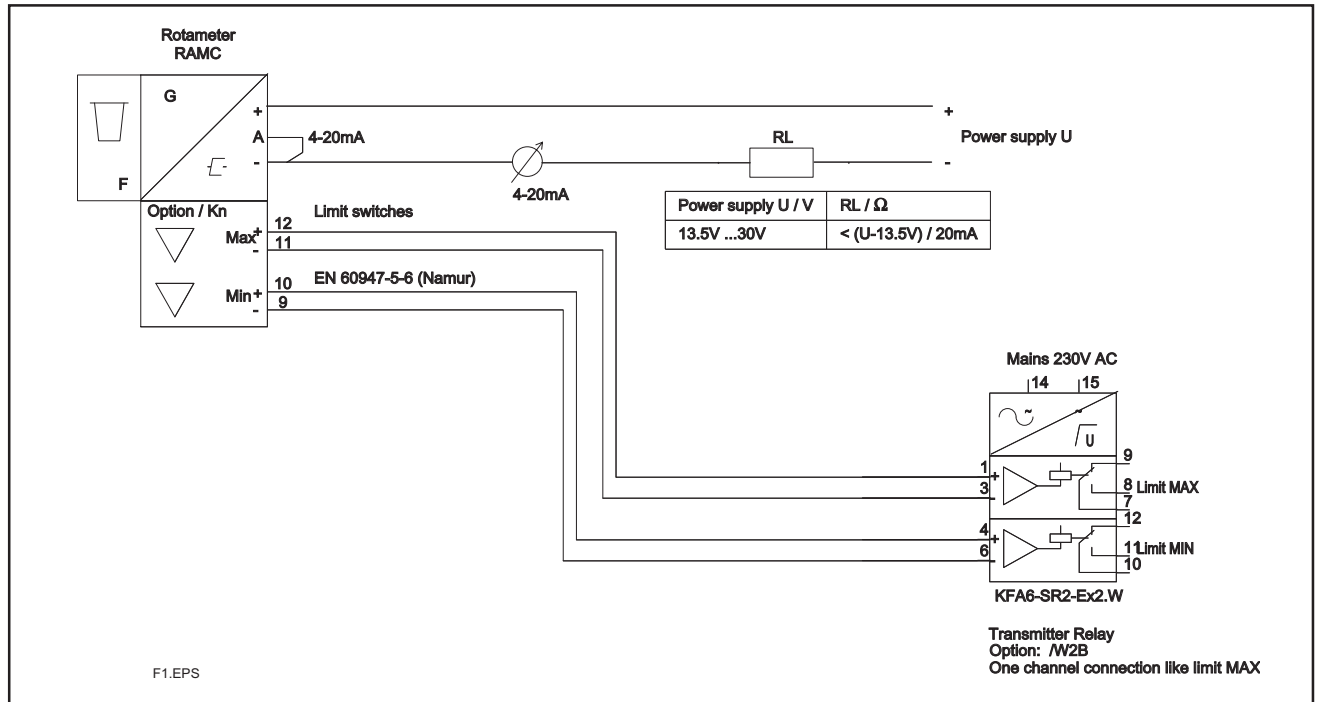 Rotameter
RAMC
G
F
+
A
-
4-20mA
4-20mA
RL
+
-
Power supply U
Power supply U / V RL / Ω
13.5V ...30V < (U-13.5V) / 20mA
Option / Kn
Limit switches
Max
+
-
12
11
EN 60947-5-6 (Namur)
Min
+
-
10
9
Mains 230V AC
14 15
~
~
U
1
+
3
-
9
8 Limit MAX
7
4
+
6
-
12
11 Limit MIN
10
KFA6-SR2-Ex2.W
Transmitter Relay
Option: /W2B
One channel connection like limit MAX
F1.EPS